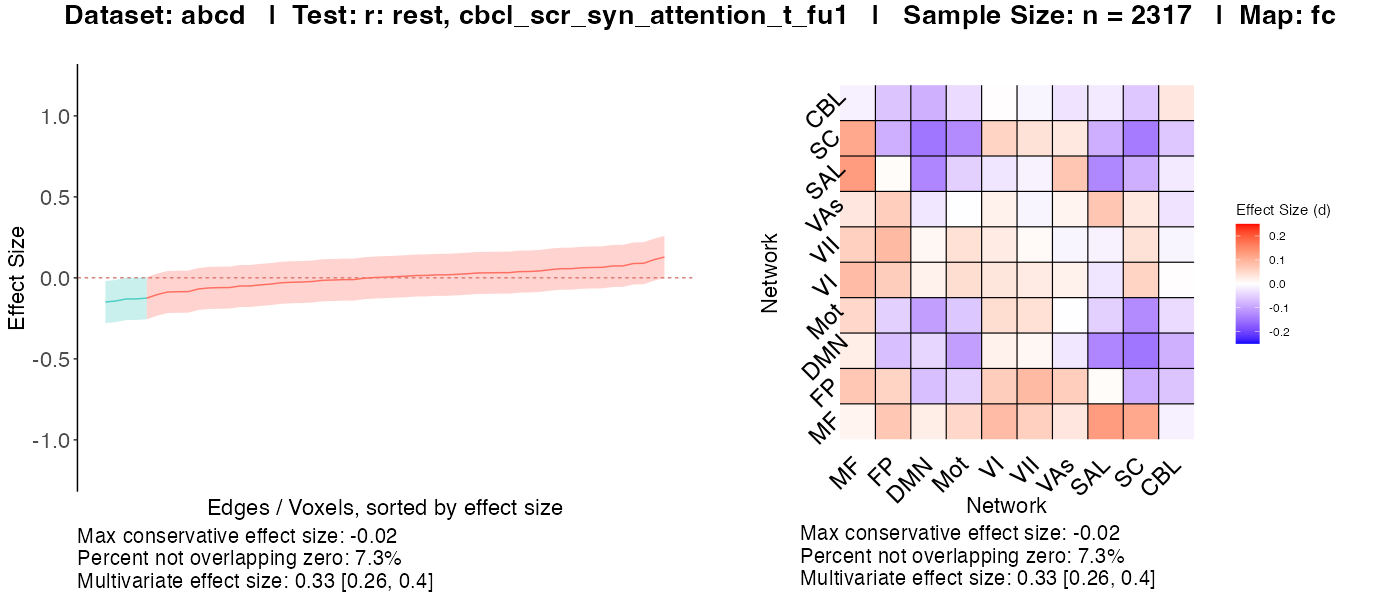 Dataset: abcd | Test: r: rest, cbcl_scr_syn_attention_t_fu1 | Sample Size: n = 2317 | Map: fc
Effect Size
1.0
0.5
0.0
-0.5
-1.0
Edges / Voxels, sorted by effect size
Max conservative effect size: -0.02
Percent not overlapping zero: 7.3%
Multivariate effect size: 0.33 [0.26, 0.4]
Network
CBL
SC
SAL
VAs
VII
VI
Mot
DMN
FP
MF
MF
FP
DMN
Mot
VI
VII
VAs
SAL
SC
CBL
Network
Max conservative effect size: -0.02
Percent not overlapping zero: 7.3%
Multivariate effect size: 0.33 [0.26, 0.4]
Effect Size (d)
0.2
0.1
0.0
-0.1
-0.2